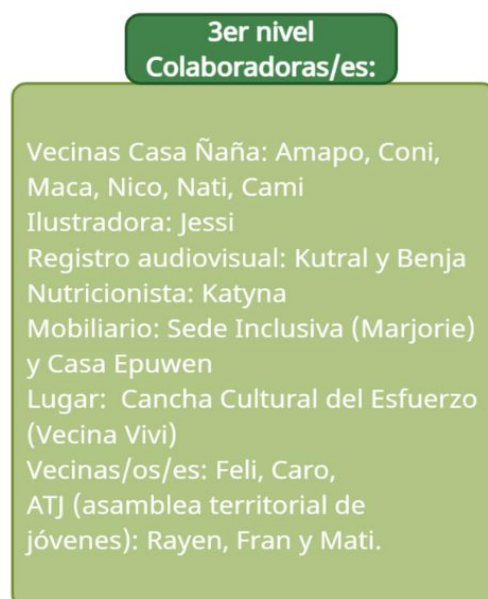 3er nivel
Colaboradoras/es:
Vecinas Casa Ñaña: Amapo, Coni,
Maca, Nico, Nati, Cami
Ilustradora: Jessi
Registro audiovisual: Kutral y Benja
Nutricionista: Katyna
Mobiliario: Sede Inclusiva (Marjorie)
y Casa Epuwen
Lugar:  Cancha Cultural del Esfuerzo
(Vecina Vivi)
Vecinas/os/es: Feli, Caro,
ATJ (asamblea territorial de
jóvenes): Rayen, Fran y Mati.